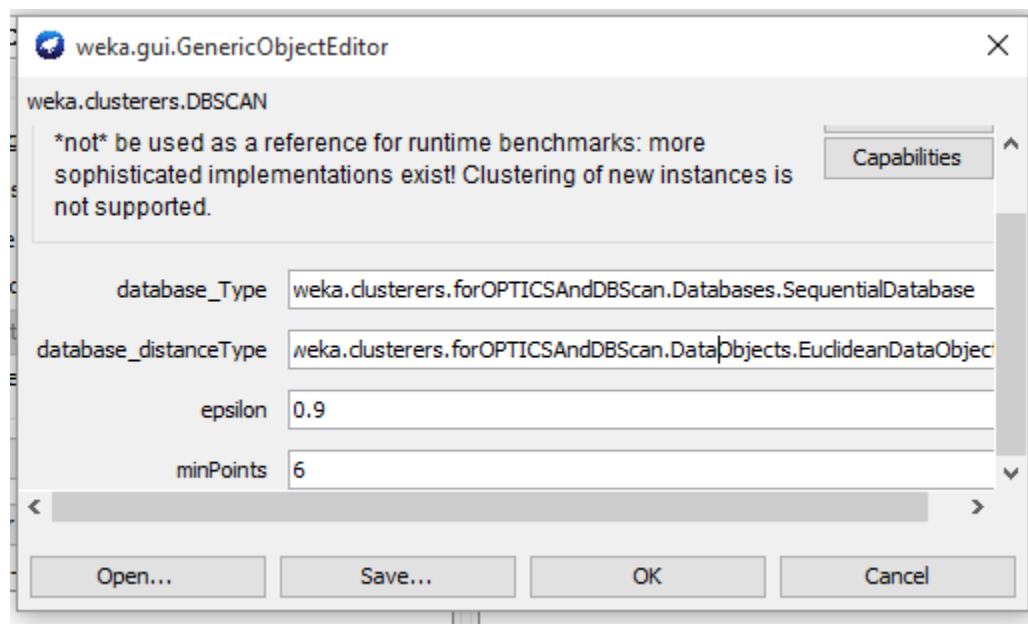 weka.gui.GenericObjectEditor
weka.clusterers.DBSCAN
*not* be used as a reference for runtime benchmarks: more
sophisticated implementations exist! Clustering of new instances is
not supported.
Capabilities
database_Type weka.clusterers.forOPTICSAndDBScan.Databases.SequentialDatabase
database_distanceType weka.clusterers.forOPTICSAndDBScan.DataObjects.EuclideanDataObject
epsilon 0.9
minPoints 6
Open... Save... OK Cancel